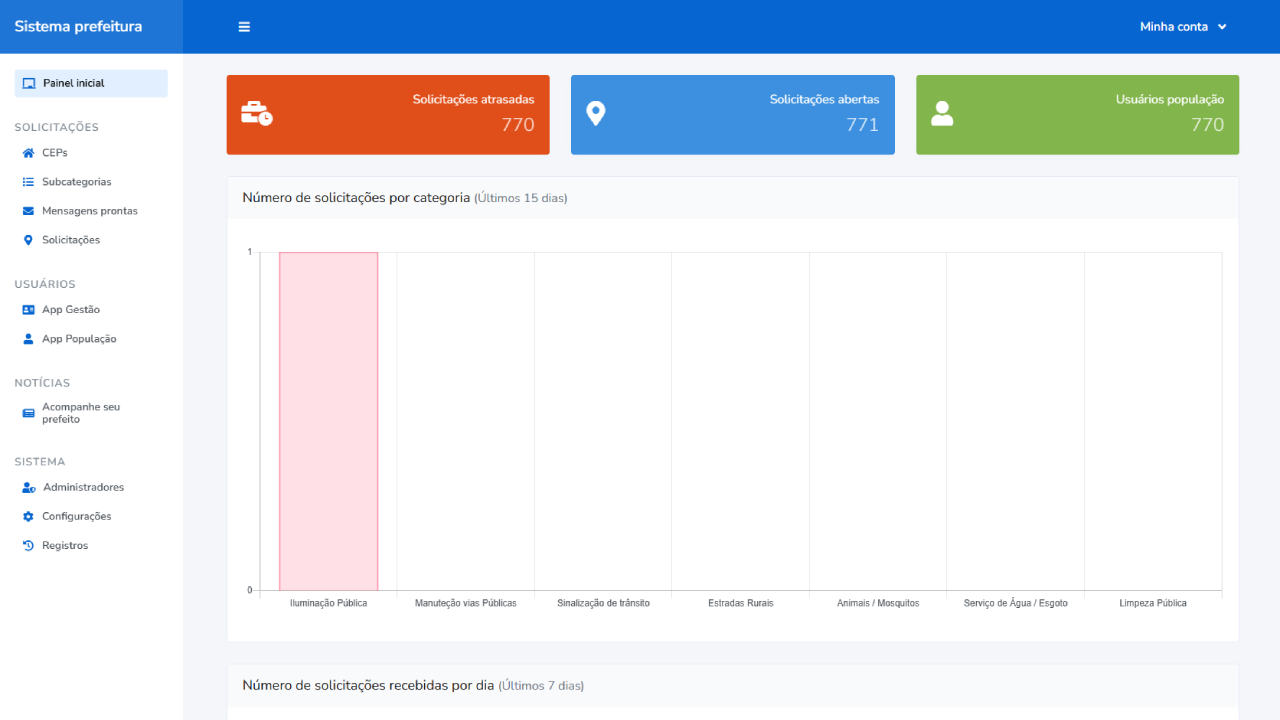 Sistema prefeitura
Minha conta
Painel inicial
SOLICITAÇÕES
CEPs
Subcategorias
Mensagens prontas
Solicitações
USUÁRIOS
App Gestão
App População
NOTÍCIAS
Acompanhe seu
prefeito
SISTEMA
Administradores
Configurações
Registros
Solicitações atrasadas
770
Solicitações abertas
771
Usuários população
770
Número de solicitações por categoria (Últimos 15 dias)
1
0
Iluminação Pública
Manuteção vias Públicas
Sinalização de trânsito
Estradas Rurais
Animais / Mosquitos
Serviço de Água / Esgoto
Limpeza Pública
Número de solicitações recebidas por dia (Últimos 7 dias)